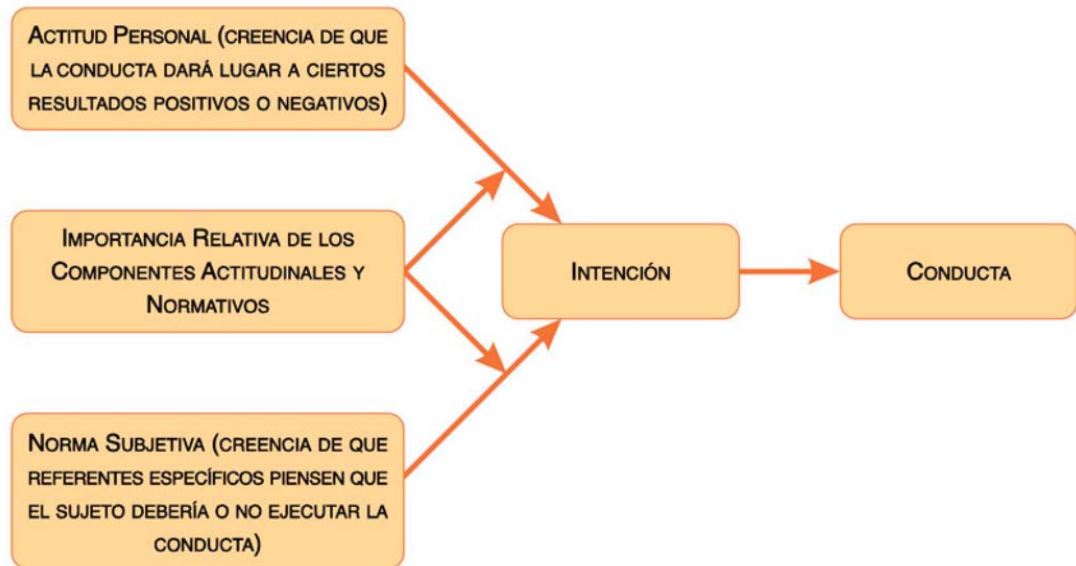 ACTITUD PERSONAL (CREENCIA DE QUE
LA CONDUCTA DARÁ LUGAR A CIERTOS
RESULTADOS POSITIVOS O NEGATIVOS)
IMPORTANCIA RELATIVA DE LOS
COMPONENTES ACTITUDINALES Y
NORMATIVOS
INTENCIÓN
CONDUCTA
NORMA SUBJETIVA (CREENCIA DE QUE
REFERENTES ESPECÍFICOS PIENSEN QUE
EL SUJETO DEBERÍA O NO EJECUTAR LA
CONDUCTA)